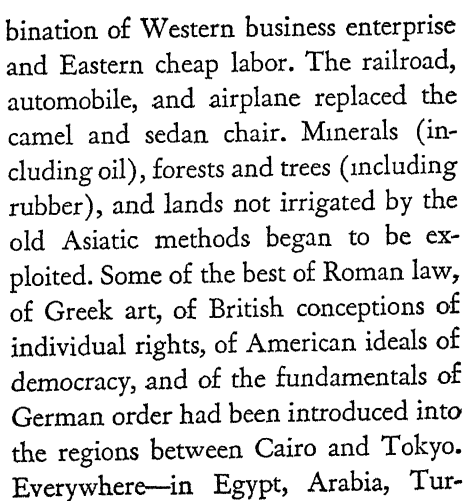 bination of Western business enterprise
and Eastern cheap labor. The railroad,
automobile, and airplane replaced the
camel and sedan chair. Minerals (in-
cluding oil), forests and trees (including
rubber), and lands not irrigated by the
old Asiatic methods began to be ex-
ploited. Some of the best of Roman law,
of Greek art, of British conceptions of
individual rights, of American ideals of
democracy, and of the fundamentals of
German order had been introduced into
the regions between Cairo and Tokyo.
Everywhere—in Egypt, Arabia, Tur-